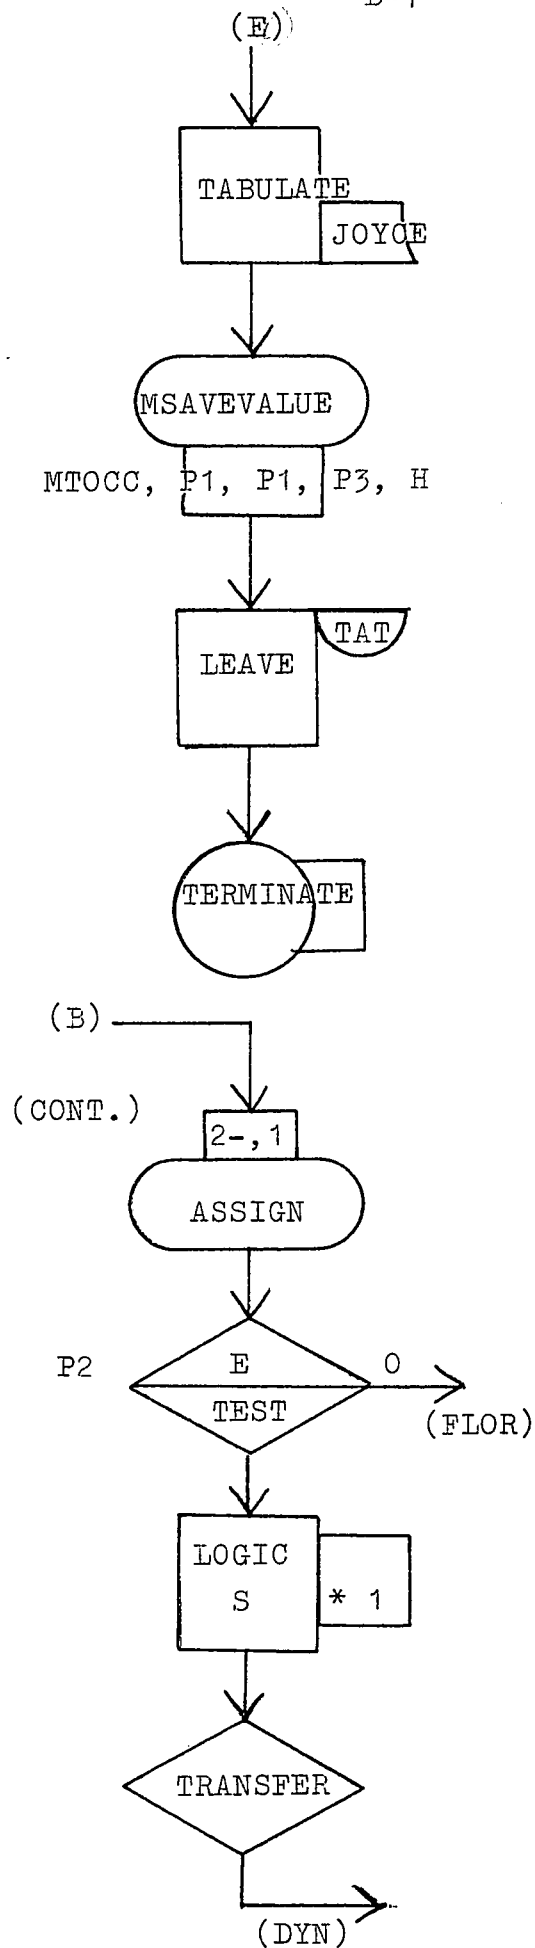 (E)
TABULATE
JOYCE
MSAVEVALUE
MTOCC, P1, P1, P3, H
TAT
LEAVE
TERMINATE
(B)
(CONT.)
2-,1
ASSIGN
P2 E 0
TEST
(FLOR)
LOGIC
S * 1
TRANSFER
(DYN)